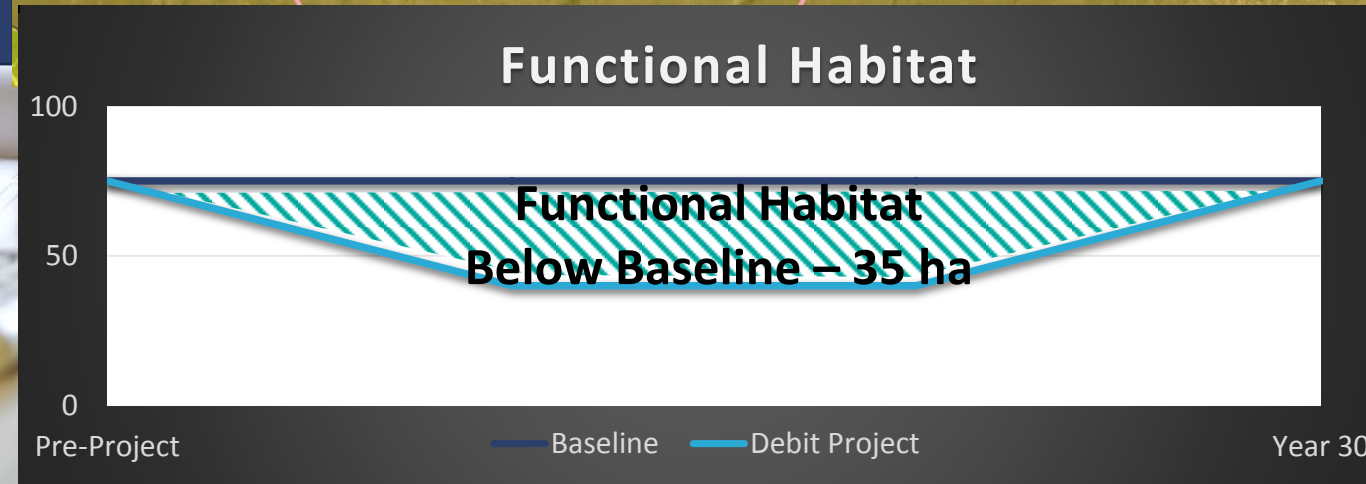 Functional Habitat
100
Functional Habitat
50
Below Baseline – 35 ha
0
Pre-Project
Baseline
Debit Project
Year 30